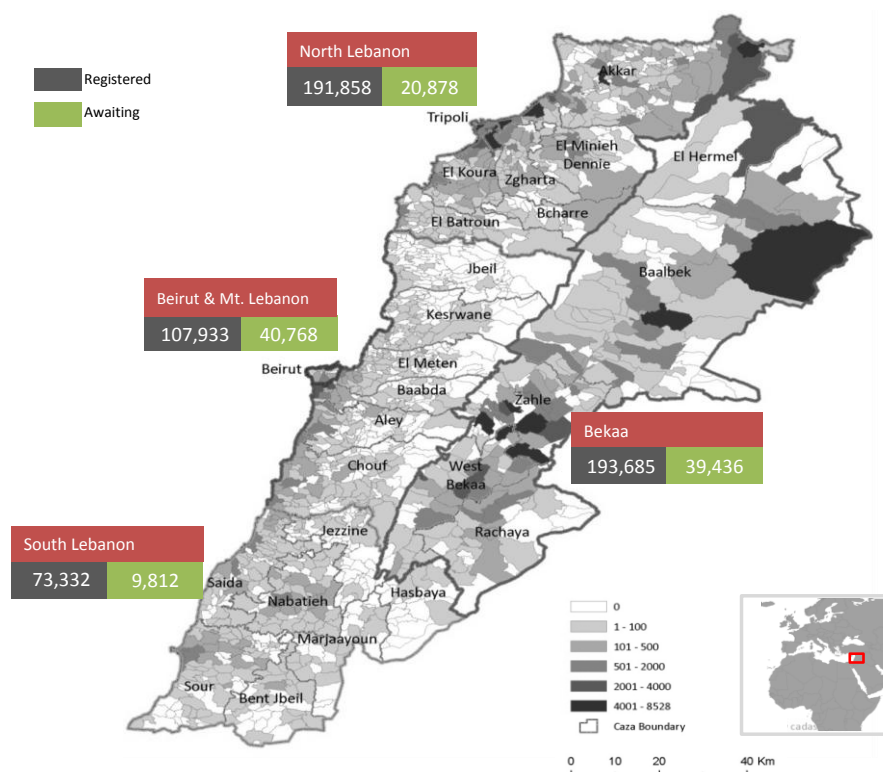 North Lebanon
191,858 20,878
Registered
Awaiting
Akkar
Tripoli
El Minieh
Dennie
El Hermel
El Koura
Zgharta
Bcharre
El Batroun
Jbeil
Baalbek
Beirut & Mt. Lebanon
107,933 40,768
Kesrwane
El Meten
Beirut
Baabda
Zahle
Aley
Bekaa
193,685 39,436
Chouf
West
Bekaa
Jezzine
Rachaya
South Lebanon
73,332 9,812
Saida
Hasbaya
Nabatieh
Marjaayoun
Sour
Bent Jbeil
0
1 - 100
101 - 500
501 - 2000
2001 - 4000
4001 - 8528
Caza Boundary
cadas
0 10 20 40 Km